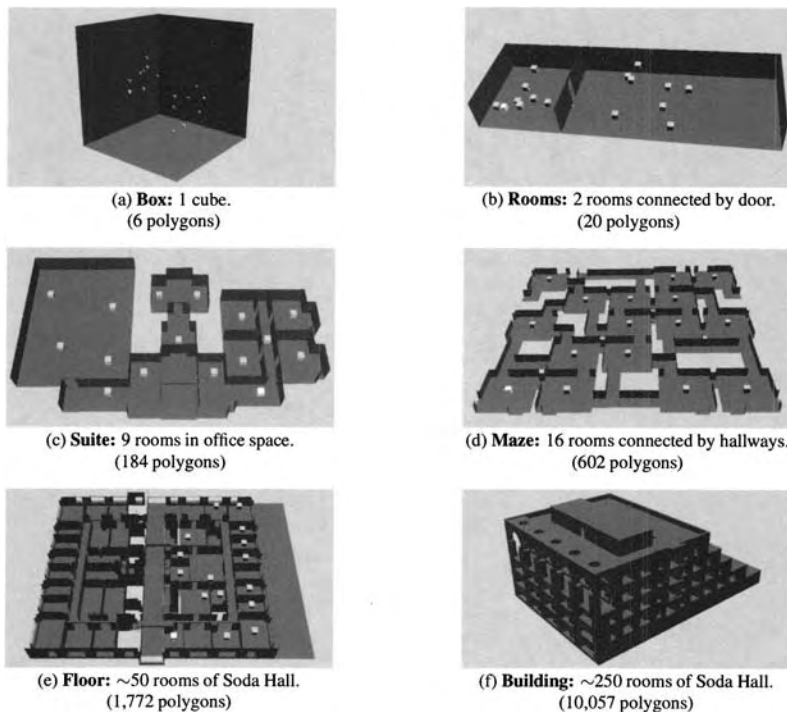 (a) Box: 1 cube.
(6 polygons)
(b) Rooms: 2 rooms connected by door.
(20 polygons)
(c) Suite: 9 rooms in office space.
(184 polygons)
(d) Maze: 16 rooms connected by hallways.
(602 polygons)
(e) Floor: ∼50 rooms of Soda Hall.
(1,772 polygons)
(f) Building: ∼250 rooms of Soda Hall.
(10,057 polygons)